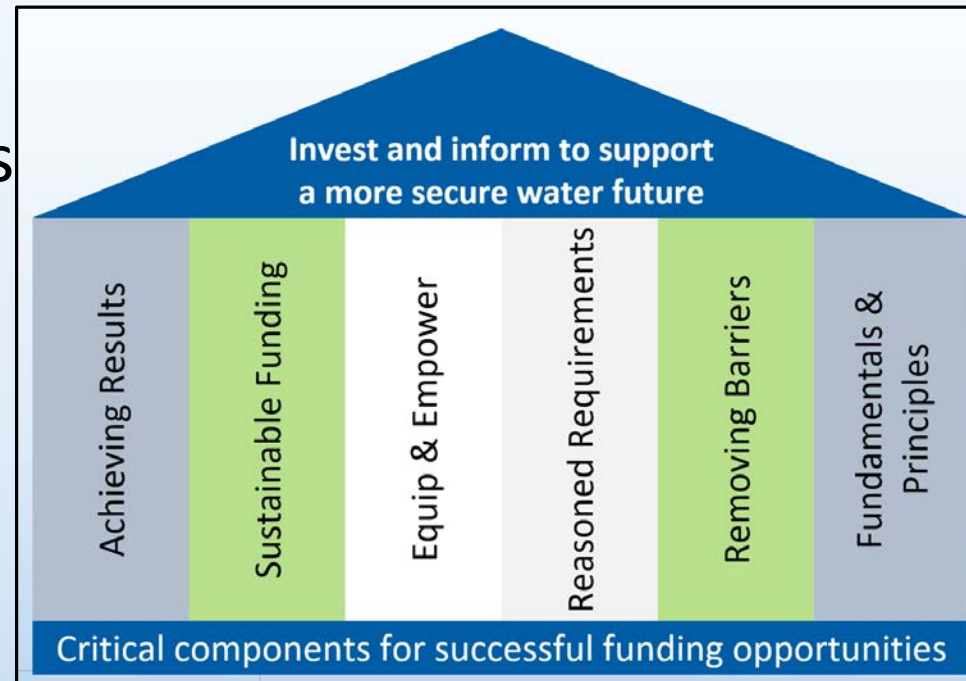 s
Invest and inform to support
a more secure water future
Achieving Results
Sustainable Funding
Equip & Empower
Reasoned Requirements
Removing Barriers
Fundamentals &
Principles
Critical components for successful funding opportunities